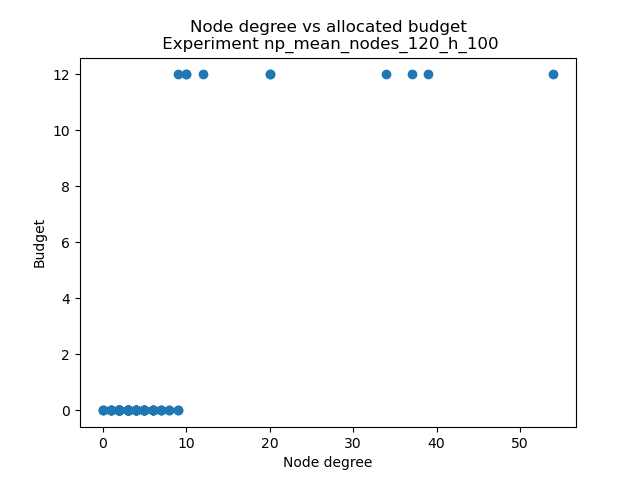 Node degree vs allocated budget
Experiment np_mean_nodes_120_h_100
12
10
8
6
4
2
0
Budget
0 10 20 30 40 50
Node degree